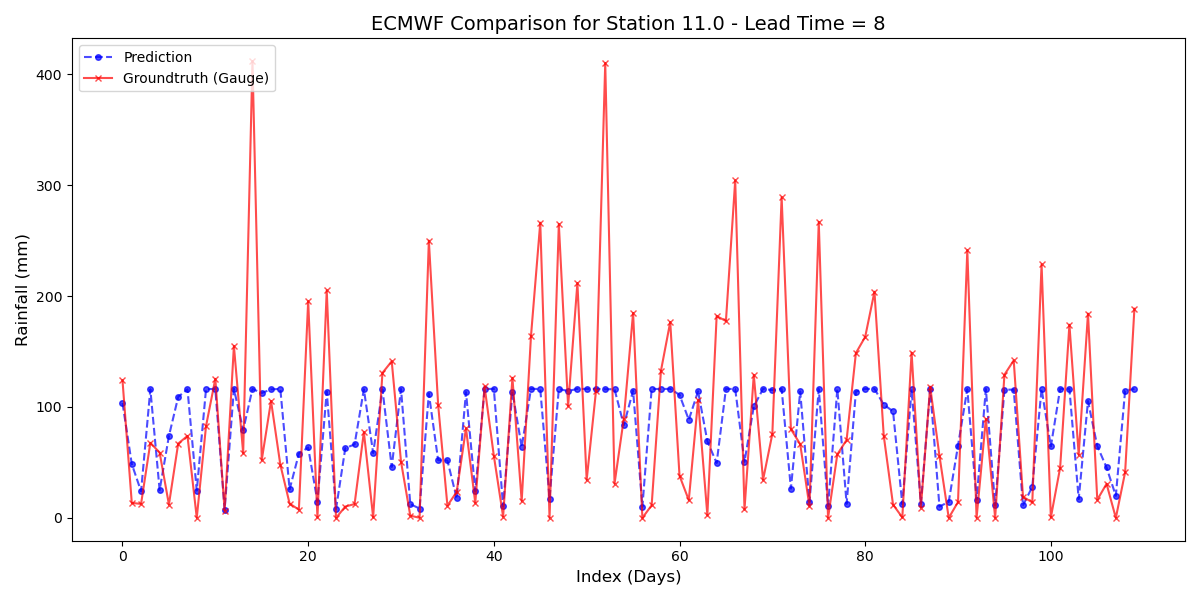 ECMWF Comparison for Station 11.0 - Lead Time = 8
Prediction
Groundtruth (Gauge)
Rainfall (mm)
400
300
200
100
0
0 20 40 60 80 100
Index (Days)